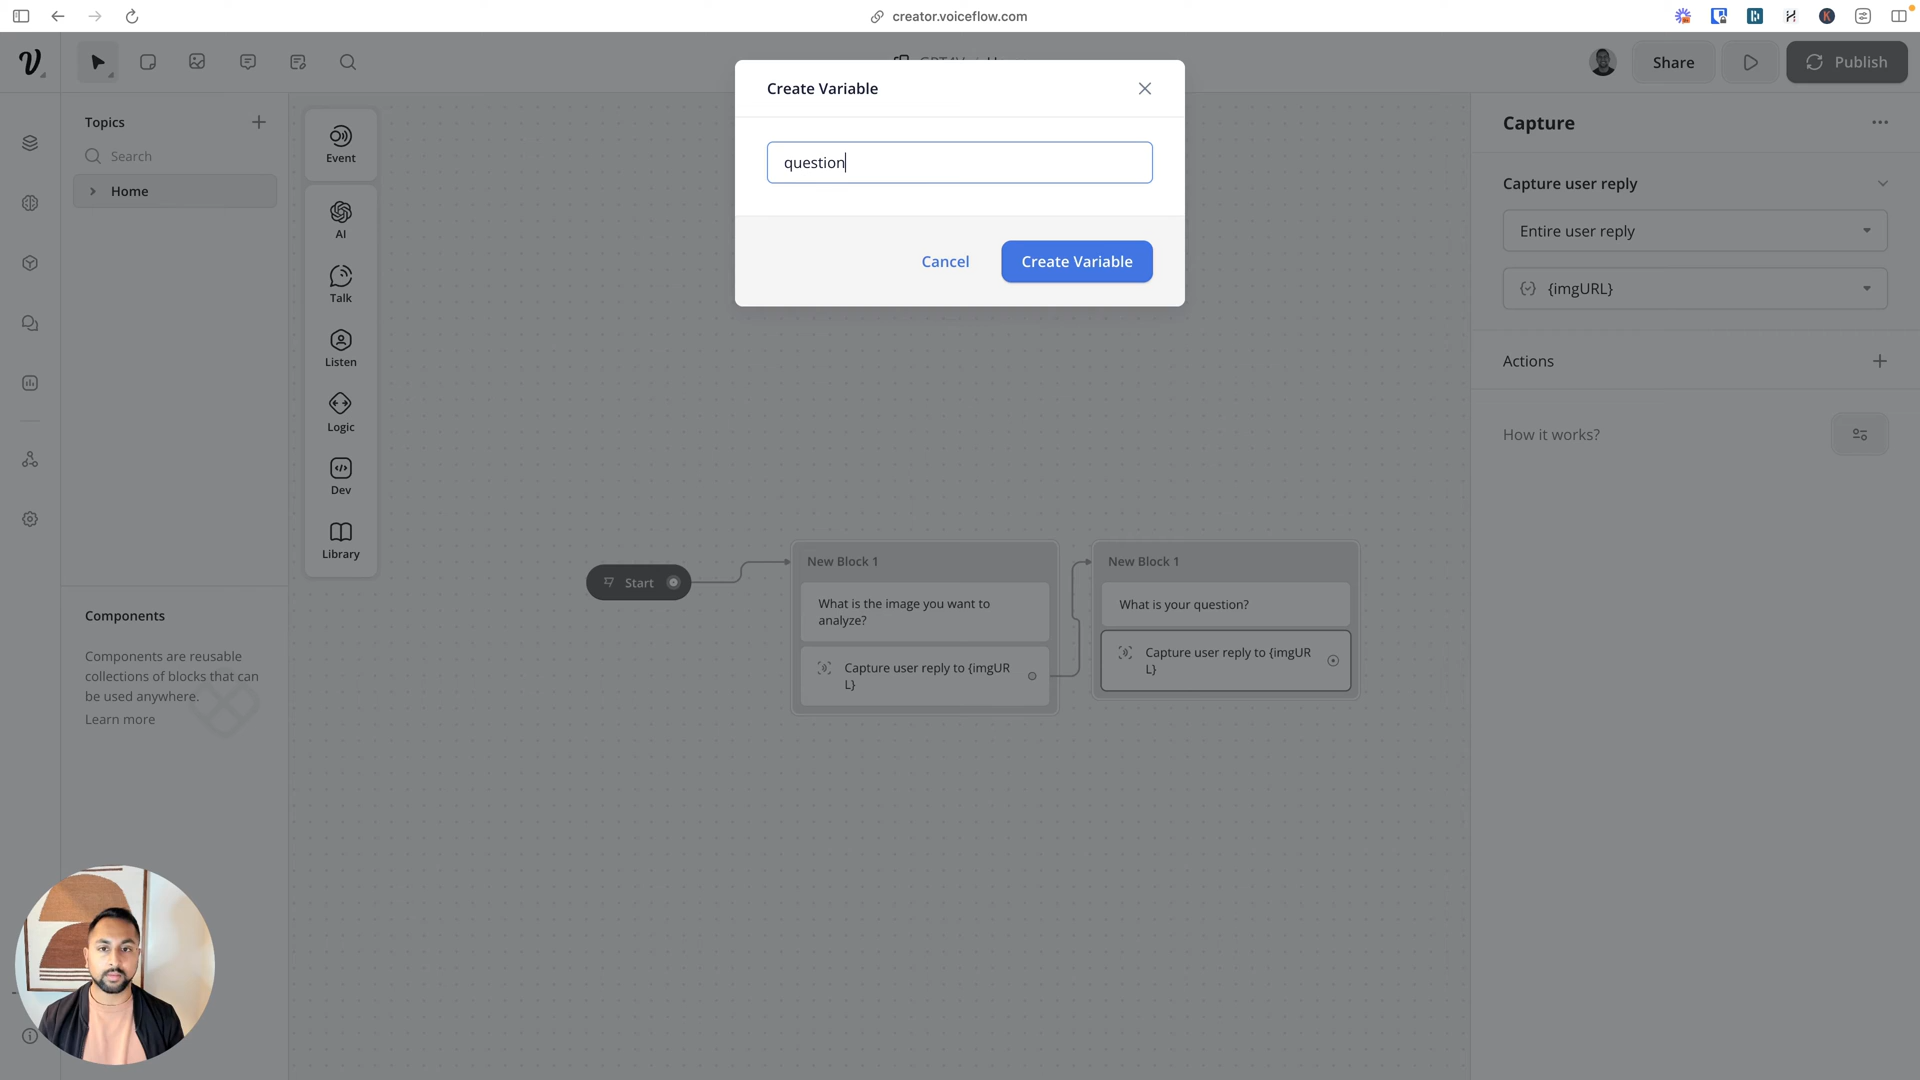 creator.voiceflow.com
Share
Publish
Create Variable
question
Cancel
Create Variable
Topics
Search
Home
Event
AI
Talk
Listen
Logic
Dev
Library
Components
Components are reusable
collections of blocks that can
be used anywhere.
Learn more
Start
New Block 1
What is the image you want to
analyze?
Capture user reply to {imgUR
L}
New Block 1
What is your question?
Capture user reply to {imgUR
L}
Capture
Capture user reply
Entire user reply
{imgURL}
Actions
How it works?